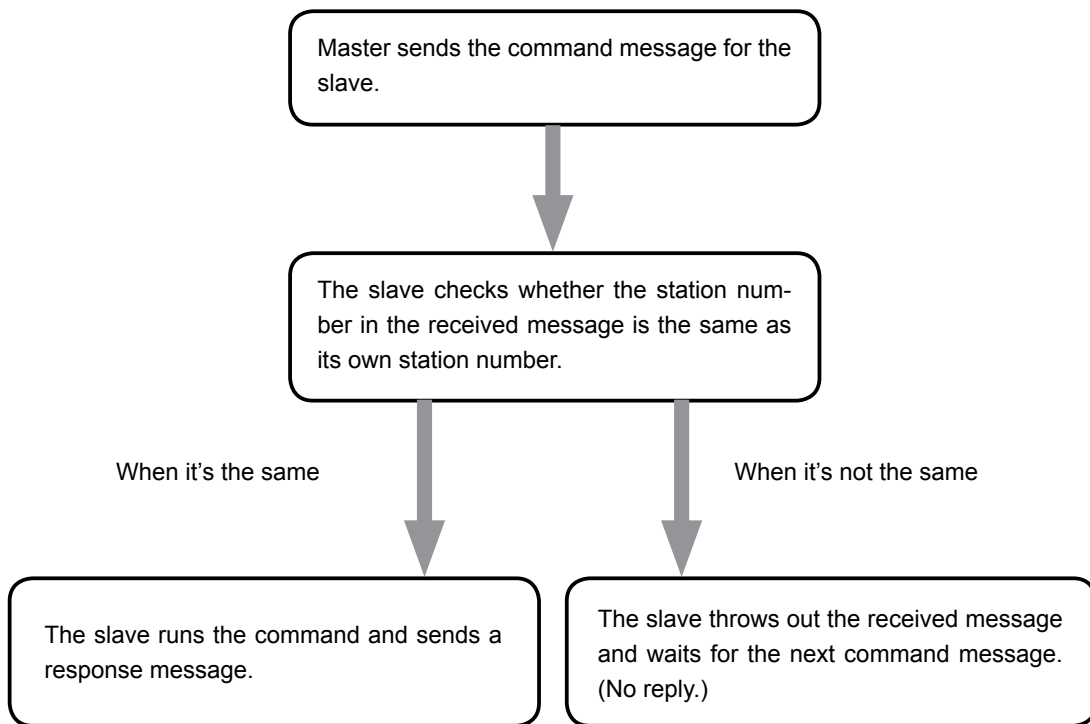 Master sends the command message for the
slave.
The slave checks whether the station num-
ber in the received message is the same as
its own station number.
When it’s the same
When it’s not the same
The slave runs the command and sends a
response message.
The slave throws out the received message
and waits for the next command message.
(No reply.)